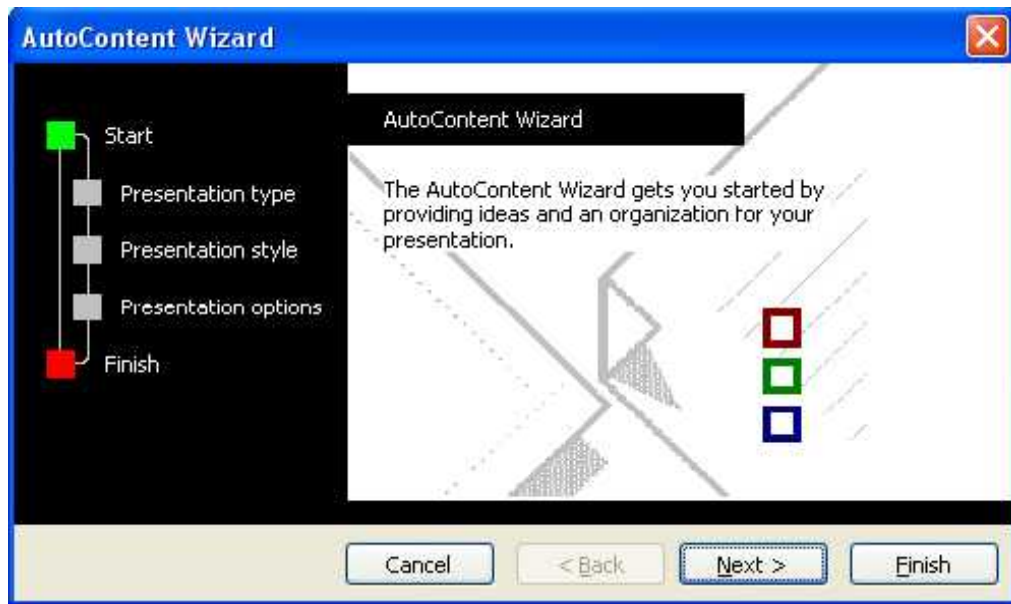 AutoContent Wizard
Start
Presentation type
Presentation style
Presentation options
Finish
AutoContent Wizard
The AutoContent Wizard gets you started by
providing ideas and an organization for your
presentation.
Cancel
< Back
Next >
Finish